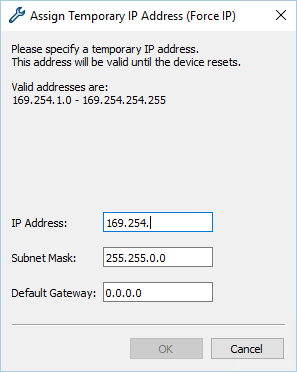 Assign Temporary IP Address (Force IP)
Please specify a temporary IP address.
This address will be valid until the device resets.
Valid addresses are:
169.254.1.0 - 169.254.254.255
IP Address: 169.254.
Subnet Mask: 255.255.0.0
Default Gateway: 0.0.0.0
OK Cancel